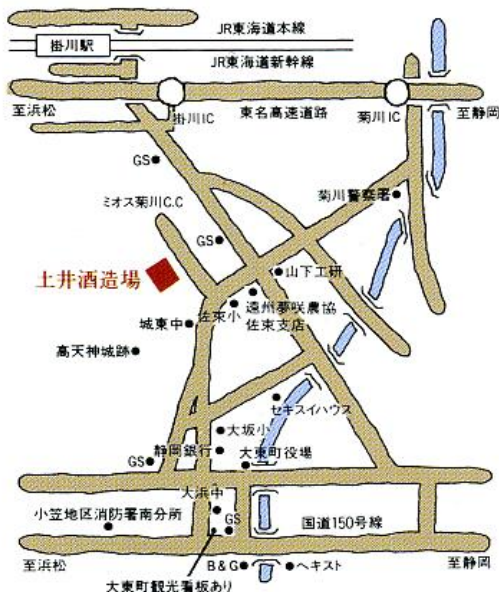 JR東海道本線
掛川駅
JR東海道新幹線
至浜松
掛川IC
東名高速道路
菊川IC
至静岡
GS
ミオス菊川C.C
菊川警察署
GS
山下工研
土井酒造場
遠州夢咲農協
佐束支店
佐束小
城東中
高天神城跡
セキスイハウス
大坂小
静岡銀行
大東町役場
GS
大浜中
小笠地区消防署南分所
GS
国道150号線
至浜松
B&G
ヘキスト
至静岡
大東町観光看板あり